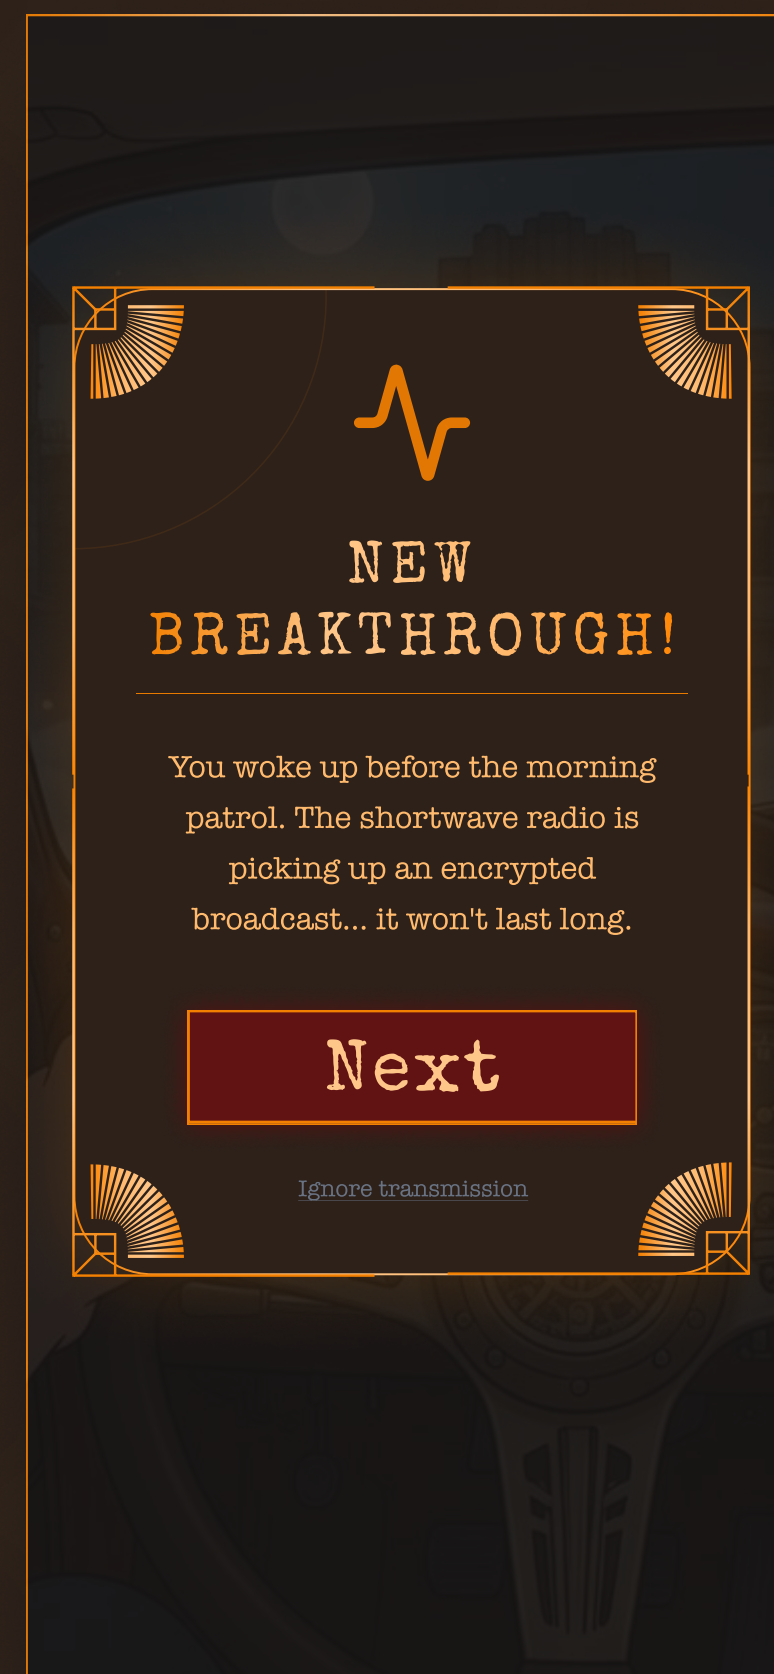 NEW
BREAKTHROUGH!
You woke up before the morning
patrol. The shortwave radio is
picking up an encrypted
broadcast... it won't last long.
Next
Ignore transmission